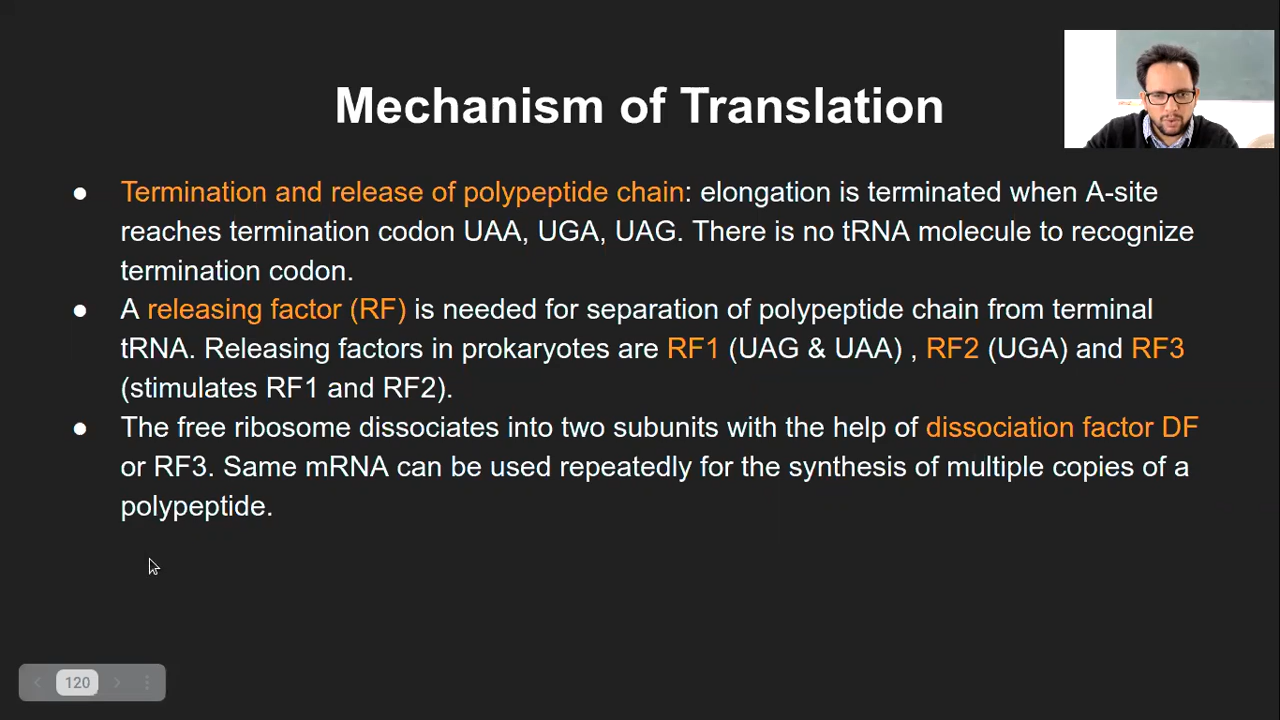 Mechanism of Translation
● Termination and release of polypeptide chain: elongation is terminated when A-site
reaches termination codon UAA, UGA, UAG. There is no tRNA molecule to recognize
termination codon.
● A releasing factor (RF) is needed for separation of polypeptide chain from terminal
tRNA. Releasing factors in prokaryotes are RF1 (UAG & UAA) , RF2 (UGA) and RF3
(stimulates RF1 and RF2).
● The free ribosome dissociates into two subunits with the help of dissociation factor DF
or RF3. Same mRNA can be used repeatedly for the synthesis of multiple copies of a
polypeptide.
120